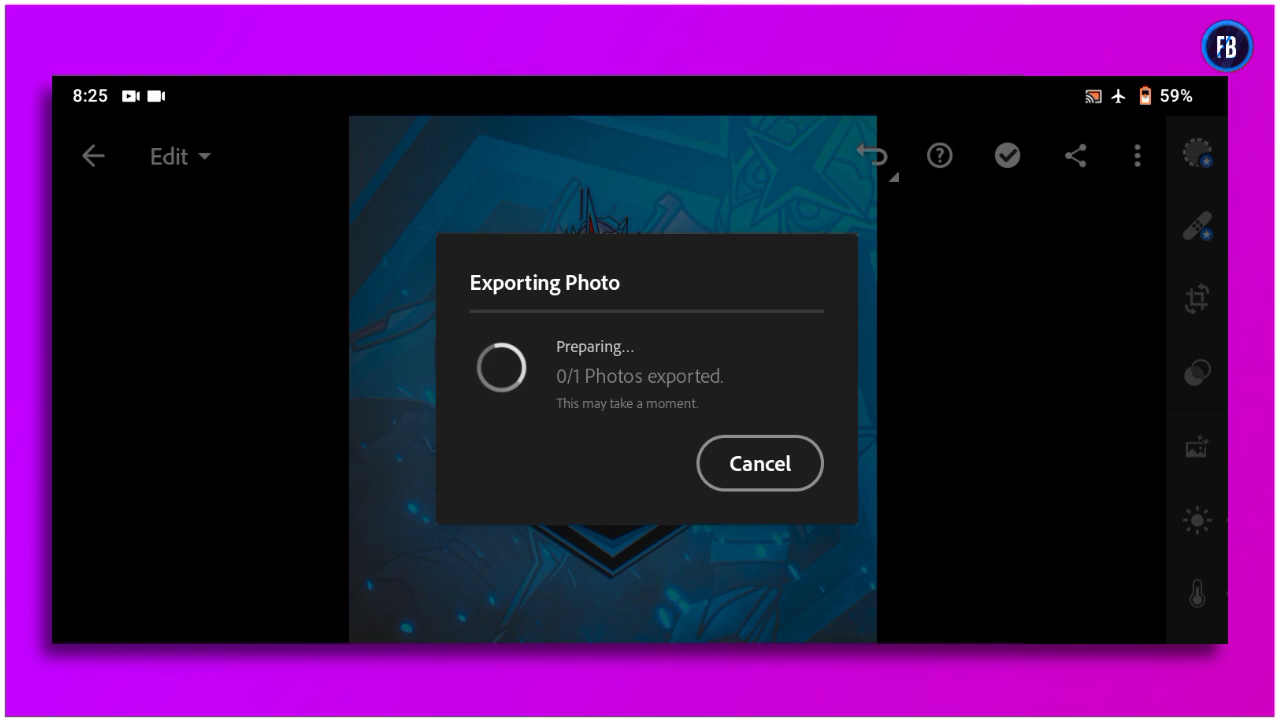 FB
8:25
59%
Edit
Exporting Photo
Preparing...
0/1 Photos exported.
This may take a moment.
Cancel